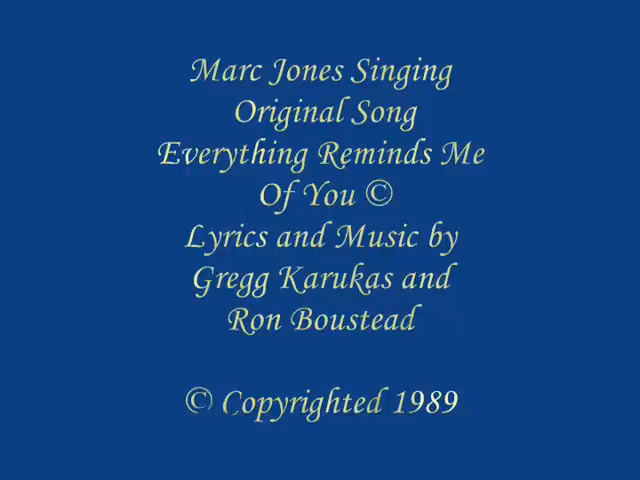 Marc Jones Singing
Original Song
Everything Reminds Me
Of You ©
Lyrics and Music by
Gregg Karukas and
Ron Boustead
© Copyrighted 1989